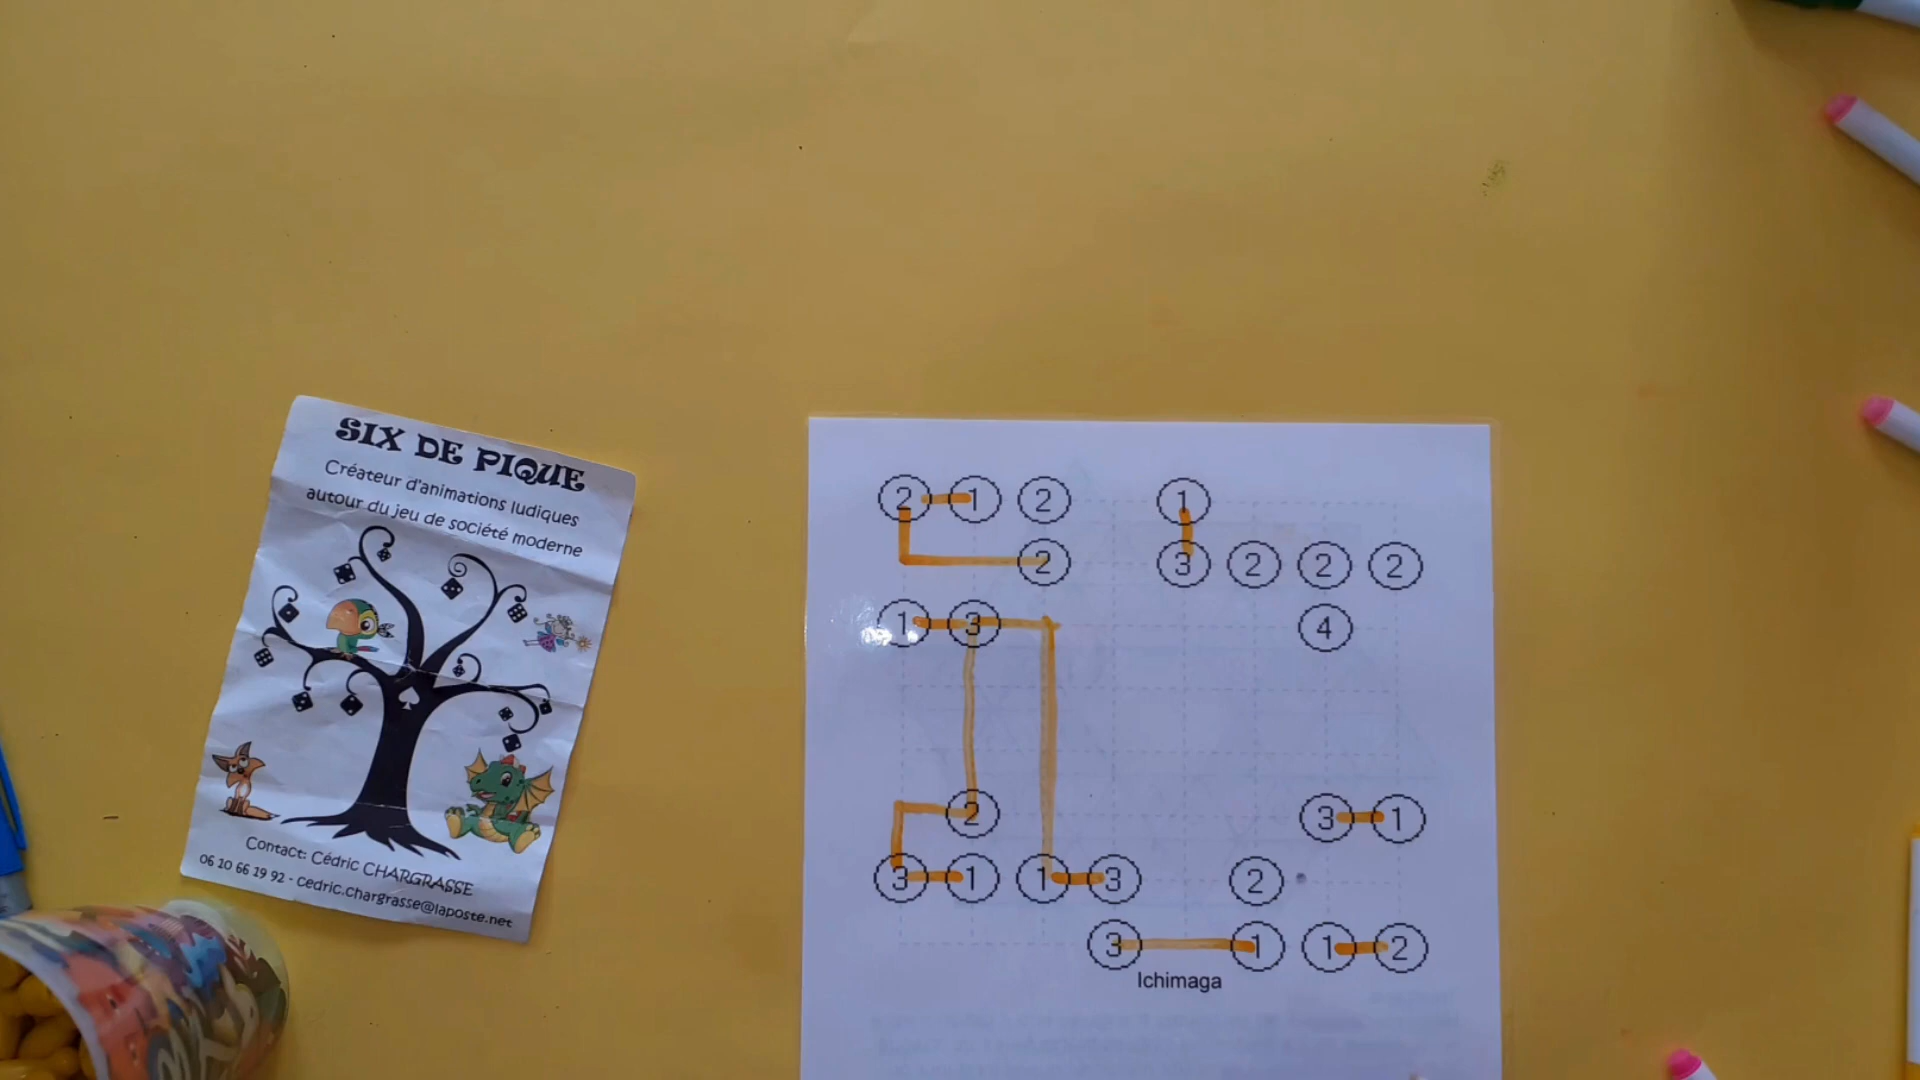 SIX DE PIQUE
Créateur d'animations ludiques
autour du jeu de société moderne
Contact: Cédric CHARGRASSE
06 10 66 19 92 - cedric.chargrasse@laposte.net
2 1 2 1
2 3 2 2 2
1 3 4
2 3 1
3 1 1 3 2
3 1 1 2
Ichimaga